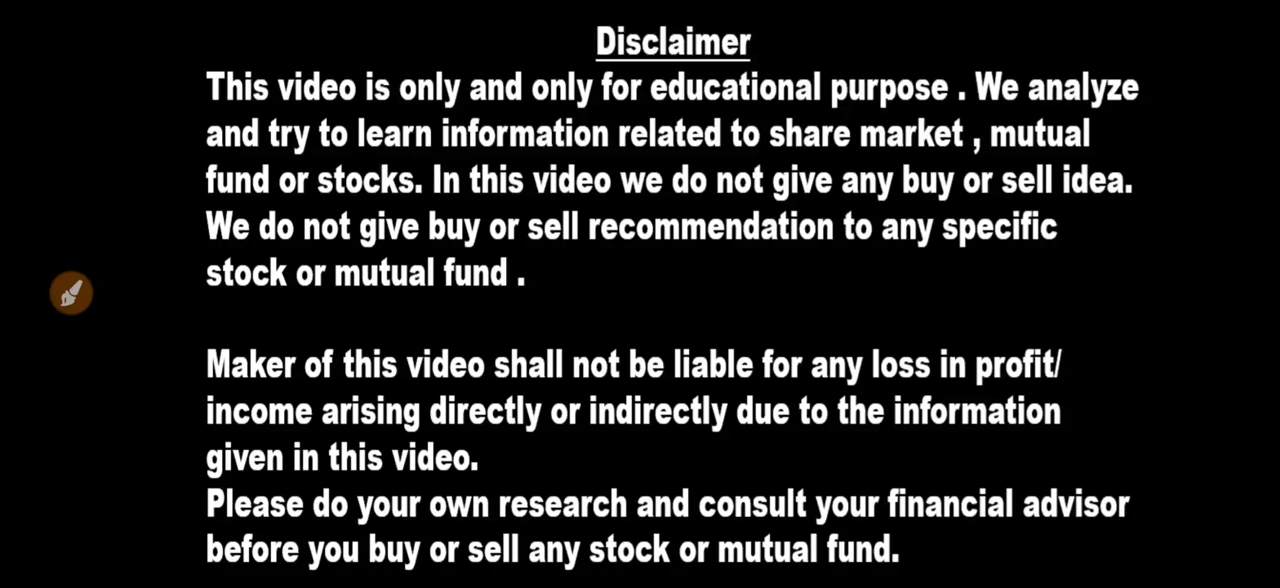 Disclaimer
This video is only and only for educational purpose . We analyze
and try to learn information related to share market , mutual
fund or stocks. In this video we do not give any buy or sell idea.
We do not give buy or sell recommendation to any specific
stock or mutual fund .
Maker of this video shall not be liable for any loss in profit/
income arising directly or indirectly due to the information
given in this video.
Please do your own research and consult your financial advisor
before you buy or sell any stock or mutual fund.